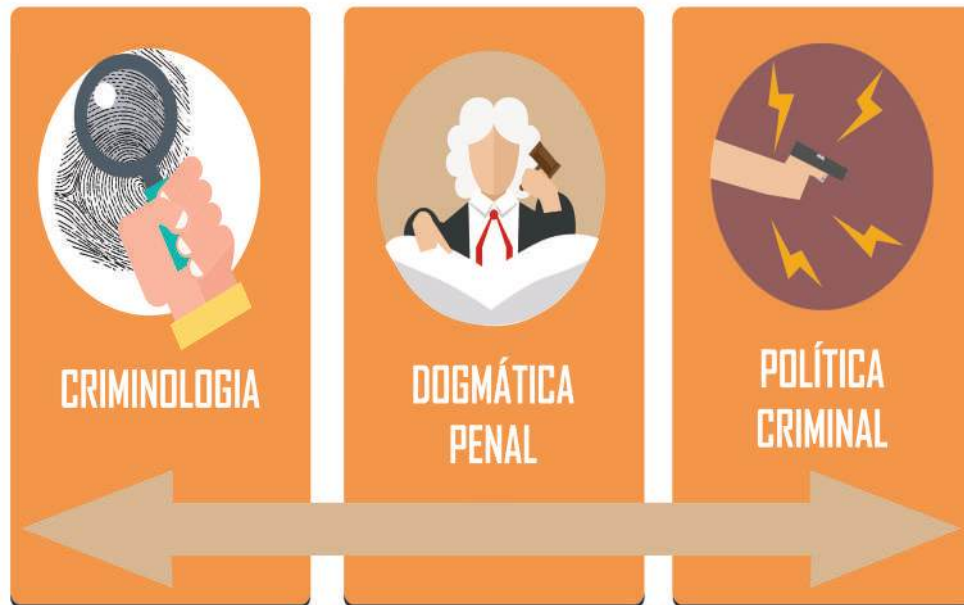 CRIMINOLOGIA
DOGMÁTICA
PENAL
POLÍTICA
CRIMINAL